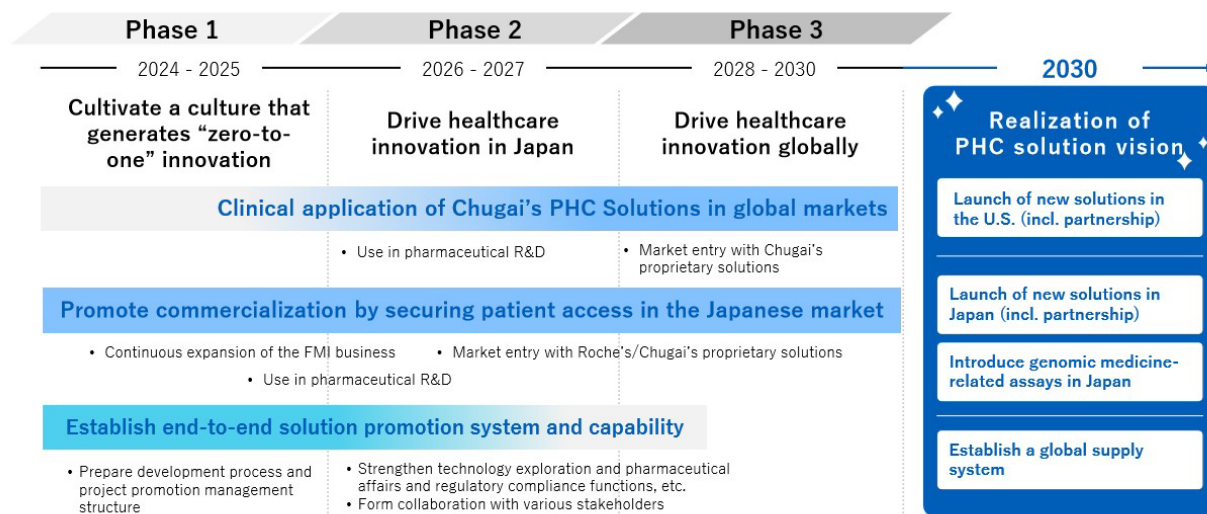 Phase 1
Phase 2
Phase 3
2024 - 2025
2026 - 2027
2028 - 2030
2030
Cultivate a culture that
generates “zero-to-
one” innovation
Drive healthcare
innovation in Japan
Drive healthcare
innovation globally
Realization of
PHC solution vision
Clinical application of Chugai’s PHC Solutions in global markets
• Use in pharmaceutical R&D
• Market entry with Chugai’s
proprietary solutions
Launch of new solutions in
the U.S. (incl. partnership)
Promote commercialization by securing patient access in the Japanese market
• Continuous expansion of the FMI business
• Market entry with Roche’s/Chugai’s proprietary solutions
• Use in pharmaceutical R&D
Launch of new solutions in
Japan (incl. partnership)
Introduce genomic medicine-
related assays in Japan
Establish end-to-end solution promotion system and capability
• Prepare development process and
project promotion management
structure
• Strengthen technology exploration and pharmaceutical
affairs and regulatory compliance functions, etc.
• Form collaboration with various stakeholders
Establish a global supply
system